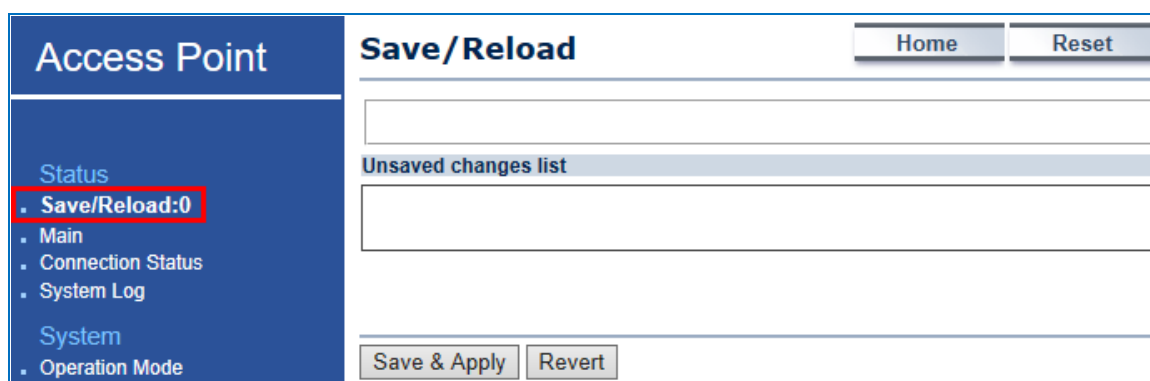 Access Point
Status
Save/Reload:0
Main
Connection Status
System Log
System
Operation Mode
Save/Reload
Home
Reset
Unsaved changes list
Save & Apply
Revert